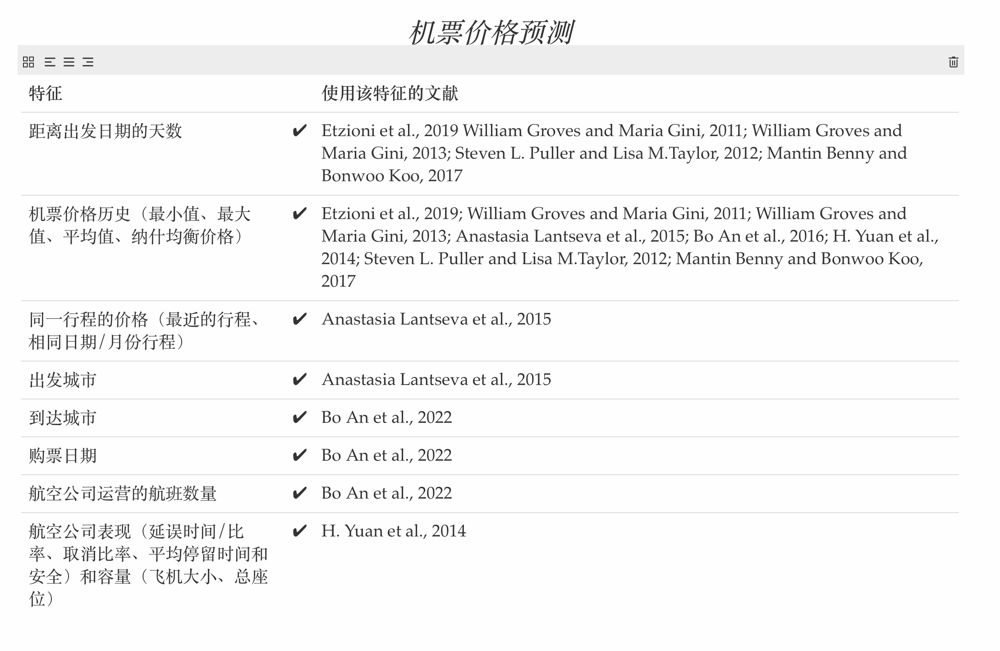 机票价格预测
特征 使用该特征的文献
距离出发日期的天数 ✔ Etzioni et al., 2019 William Groves and Maria Gini, 2011; William Groves and
Maria Gini, 2013; Steven L. Puller and Lisa M.Taylor, 2012; Mantin Benny and
Bonwoo Koo, 2017
机票价格历史（最小值、最大
值、平均值、纳什均衡价格） ✔ Etzioni et al., 2019; William Groves and Maria Gini, 2011; William Groves and
Maria Gini, 2013; Anastasia Lantseva et al., 2015; Bo An et al., 2016; H. Yuan et al.,
2014; Steven L. Puller and Lisa M.Taylor, 2012; Mantin Benny and Bonwoo Koo,
2017
同一行程的价格（最近的行程、
相同日期/月份行程） ✔ Anastasia Lantseva et al., 2015
出发城市 ✔ Anastasia Lantseva et al., 2015
到达城市 ✔ Bo An et al., 2022
购票日期 ✔ Bo An et al., 2022
航空公司运营的航班数量 ✔ Bo An et al., 2022
航空公司表现（延误时间/比
率、取消比率、平均停留时间和
安全）和容量（飞机大小、总座
位） ✔ H. Yuan et al., 2014